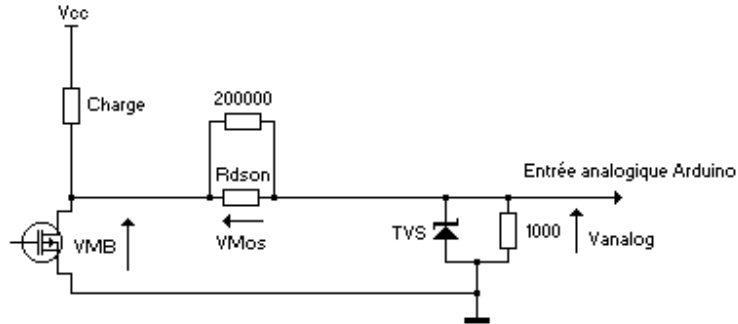 Vcc
Charge
200000
Rdson
Entrée analogique Arduino
VMB
VMos
TVS
1000
Vanalog